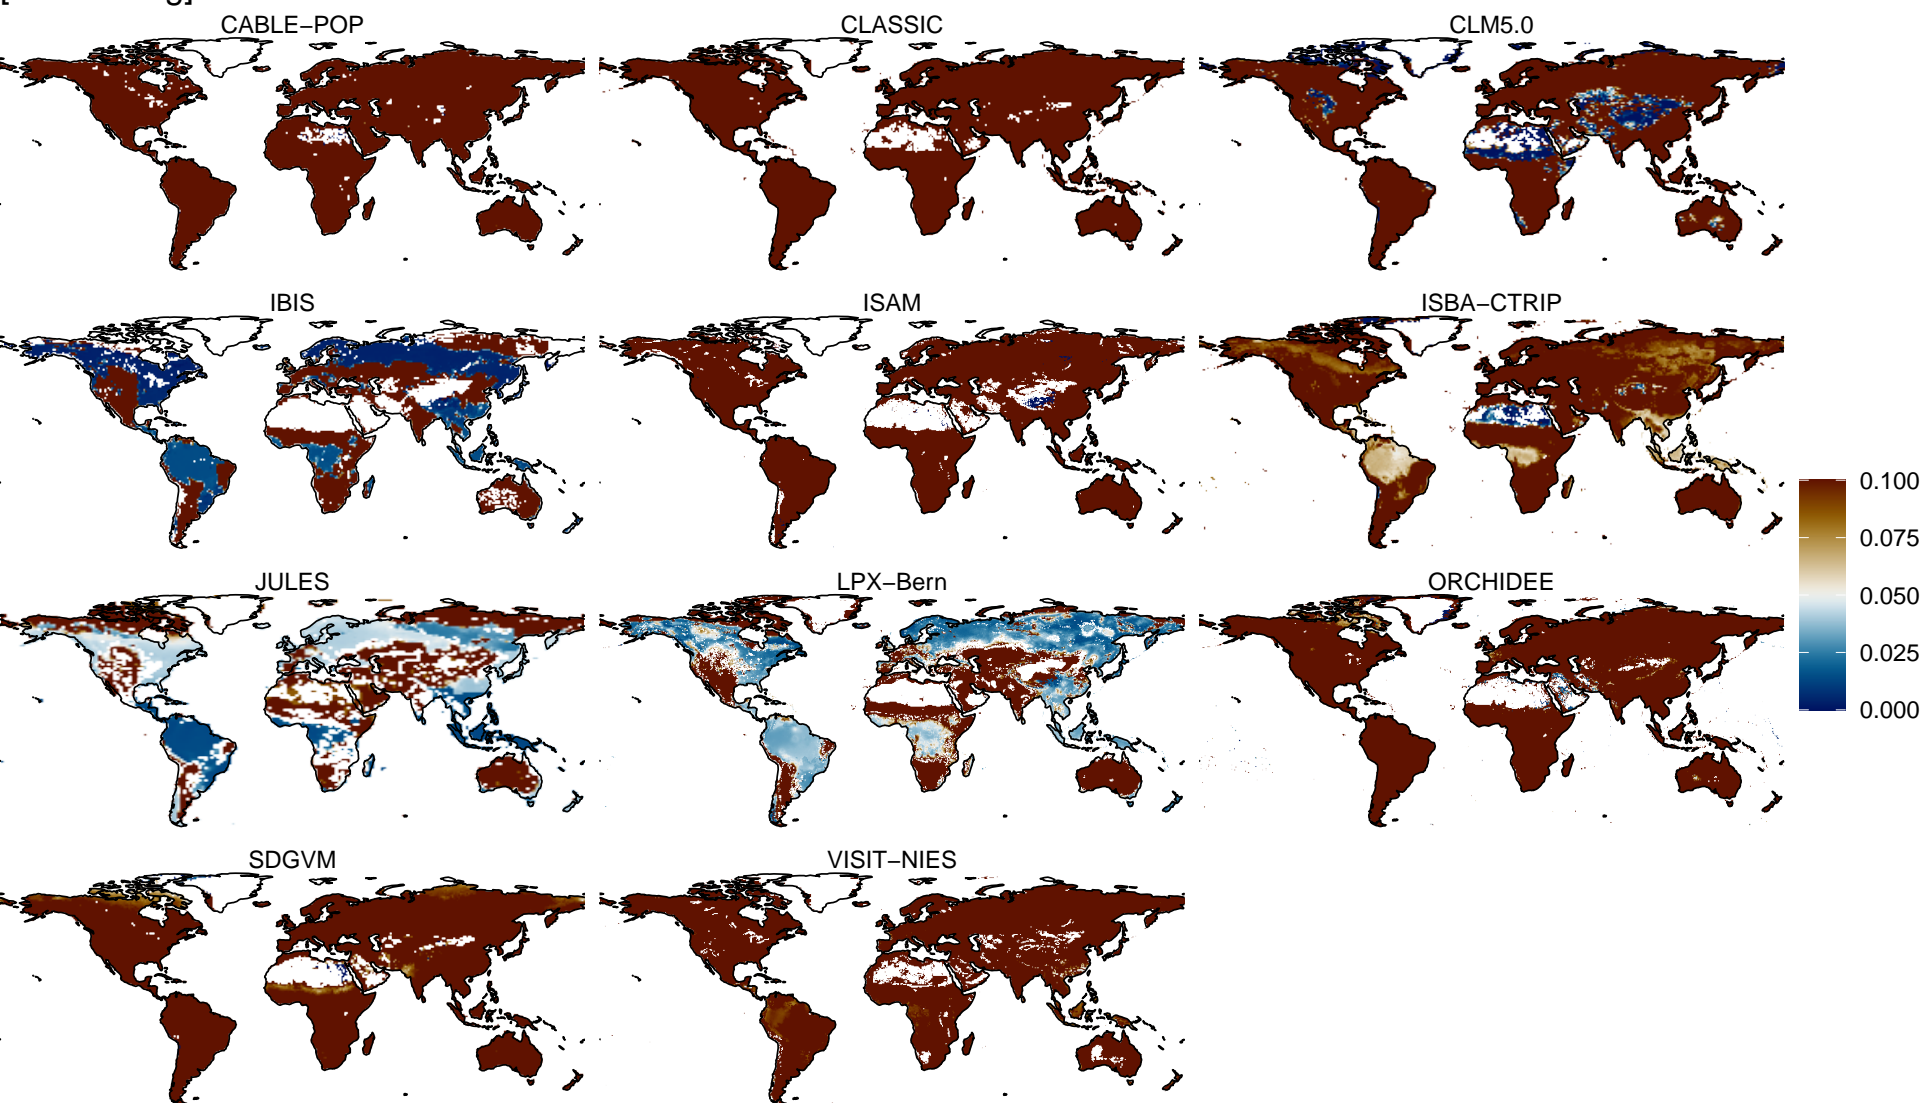 CABLE−POP CLASSIC CLM5.0
IBIS ISAM ISBA−CTRIP
JULES LPX−Bern ORCHIDEE
SDGVM VISIT−NIES
0.100
0.075
0.050
0.025
0.000